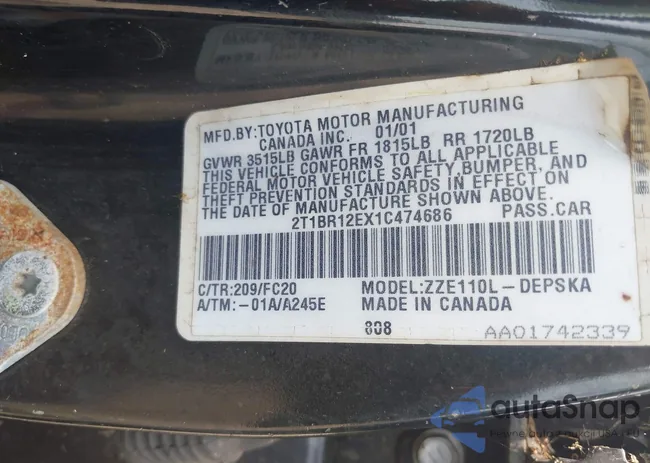 MFD.BY:TOYOTA MOTOR MANUFACTURING
CANADA INC. 01/01
GVWR 3515LB GAWR FR 1815LB RR 1720LB
THIS VEHICLE CONFORMS TO ALL APPLICABLE
FEDERAL MOTOR VEHICLE SAFETY,BUMPER, AND
THEFT PREVENTION STANDARDS IN EFFECT ON
THE DATE OF MANUFACTURE SHOWN ABOVE.
2T1BR12EX1C474686 PASS.CAR
C/TR:209/FC20 MODEL:ZZE110L-DEPSKA
A/TM:-01A/A245E MADE IN CANADA
808 AA01742339
autaSnap